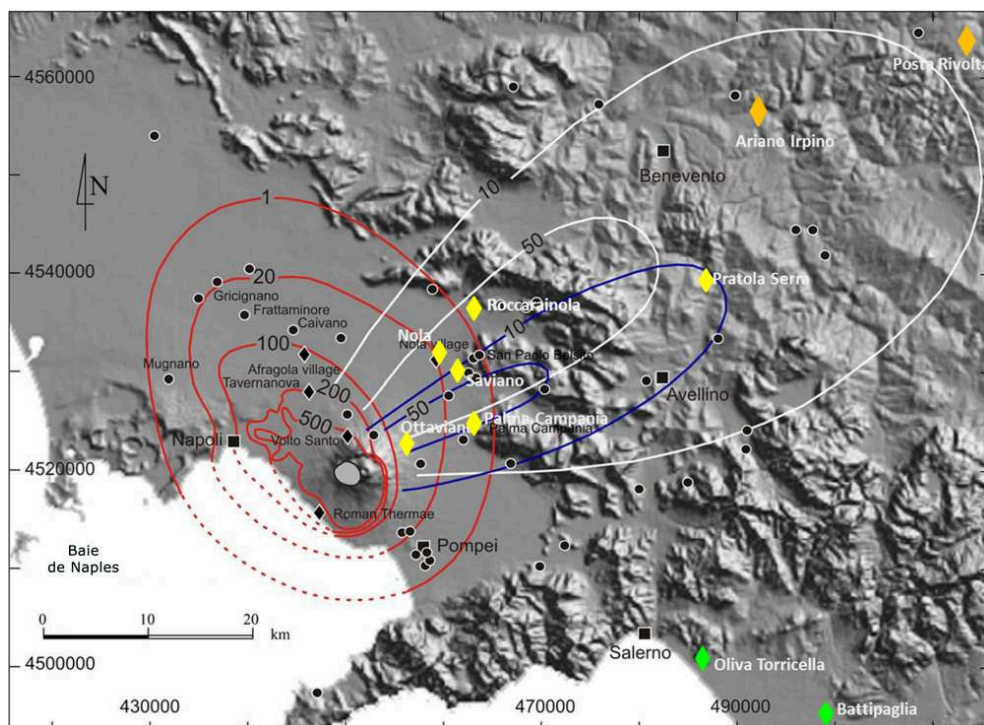 4560000
Posta Rivolta
Ariano Irpino
Benevento
N
1
10
50
4540000
20
Pratola Serra
Gricignano
Roccarainola
Frattaminore
Caivano
10
Nola
Nola village
100
San Paolo Belsito
Mugnano
Afragola village
Saviano
Tavernanova
200
50
Avellino
500
Palma Campania
Ottaviano
Palma Campania
Napoli
Volto Santo
4520000
Roman Thermae
Pompei
Baie
de Naples
0 10 20
km
Salerno
4500000
Oliva Torricella
Battipaglia
430000 470000 490000